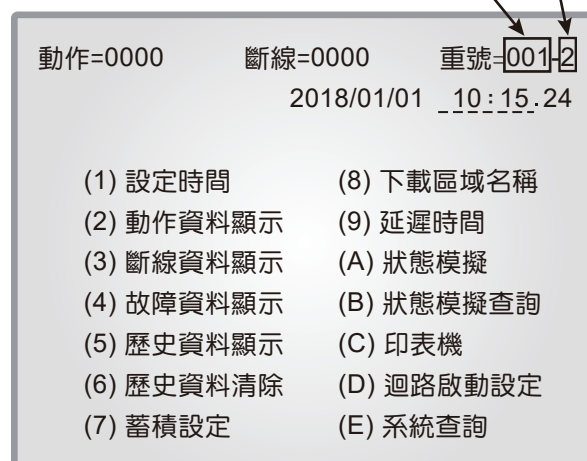 動作=0000 斷線=0000 重號=001-2
2018/01/01 10:15.24
(1) 設定時間 (8) 下載區域名稱
(2) 動作資料顯示 (9) 延遲時間
(3) 斷線資料顯示 (A) 狀態模擬
(4) 故障資料顯示 (B) 狀態模擬查詢
(5) 歷史資料顯示 (C) 印表機
(6) 歷史資料清除 (D) 迴路啟動設定
(7) 蓄積設定 (E) 系統查詢